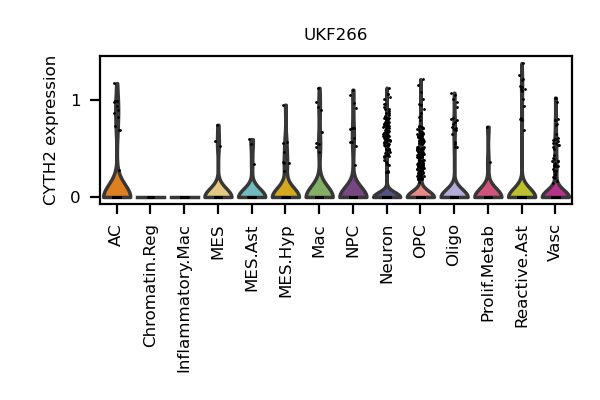 UKF266
CYTH2 expression
1
0
AC
Chromatin.Reg
Inflammatory.Mac
MES
MES.Ast
MES.Hyp
Mac
NPC
Neuron
OPC
Oligo
Prolif.Metab
Reactive.Ast
Vasc